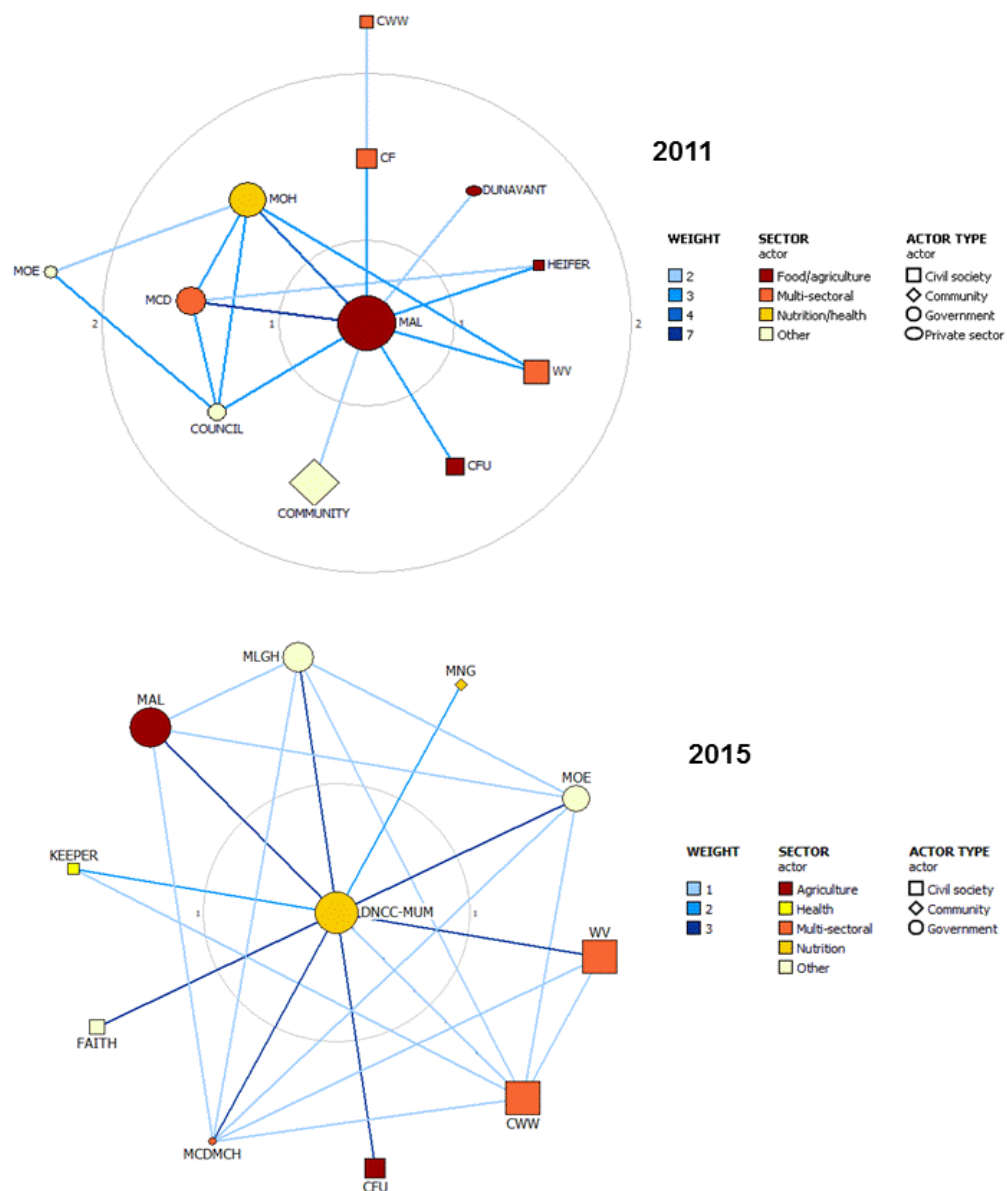 CWW
2011
CF
DUNAVANT
MOH
WEIGHT SECTOR ACTOR TYPE
actor actor
HEIFER
MOE
2 Food/agriculture Civil society
3 Multi-sectoral Community
4 Nutrition/health Government
7 Other Private sector
MCD
2 1 MAL 1 2
WV
COUNCIL
CFU
COMMUNITY
MLGH
MNG
MAL
2015
MOE
KEEPER
WEIGHT SECTOR ACTOR TYPE
actor actor
1 Agriculture Civil society
2 Health Community
3 Multi-sectoral Government
Nutrition
Other
1 DNCC-MUM 1
WV
FAITH
CWW
MCDMCH
CFU